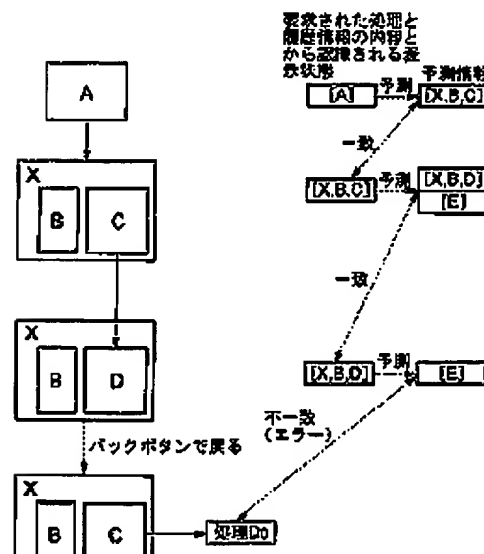 要求された処理と
履歴情報の内容と
から認識される表
示状態
予測情報
A
[A]
予測
[X,B,C]
一致
X
B
C
[X,B,C]
予測
[X,B,D]
[E]
一致
X
B
D
[X,B,D]
予測
[E]
バックボタンで戻る
不一致
(エラー)
X
B
C
処理Do